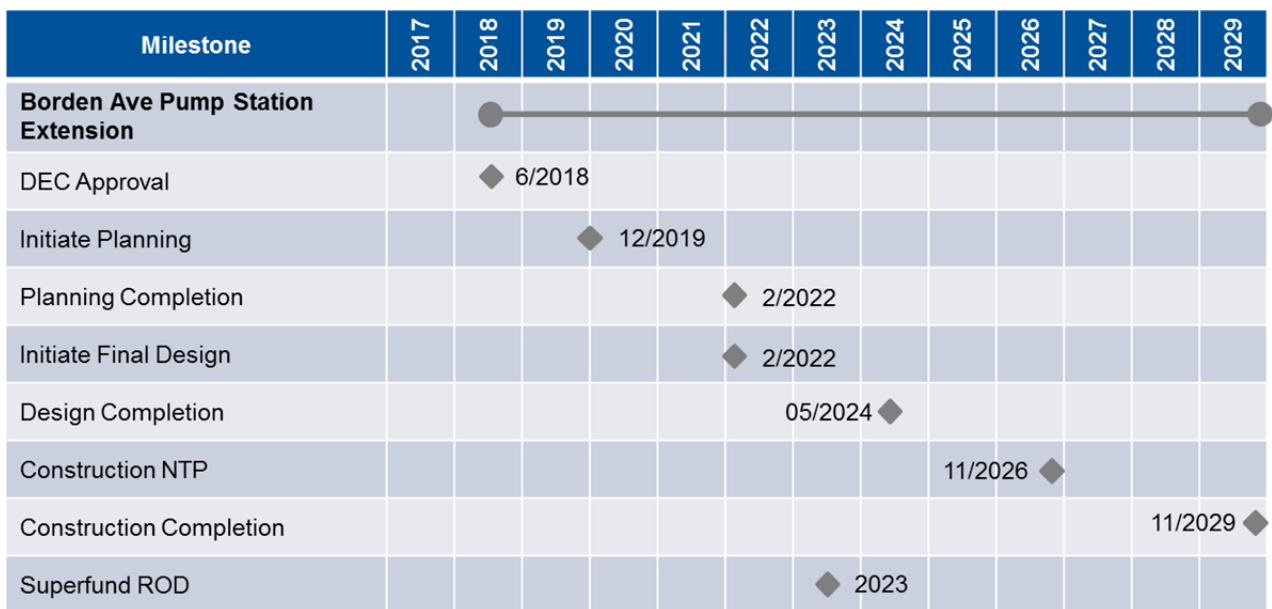 Milestone 2017 2018 2019 2020 2021 2022 2023 2024 2025 2026 2027 2028 2029
Borden Ave Pump Station
Extension
DEC Approval 6/2018
Initiate Planning 12/2019
Planning Completion 2/2022
Initiate Final Design 2/2022
Design Completion 05/2024
Construction NTP 11/2026
Construction Completion 11/2029
Superfund ROD 2023